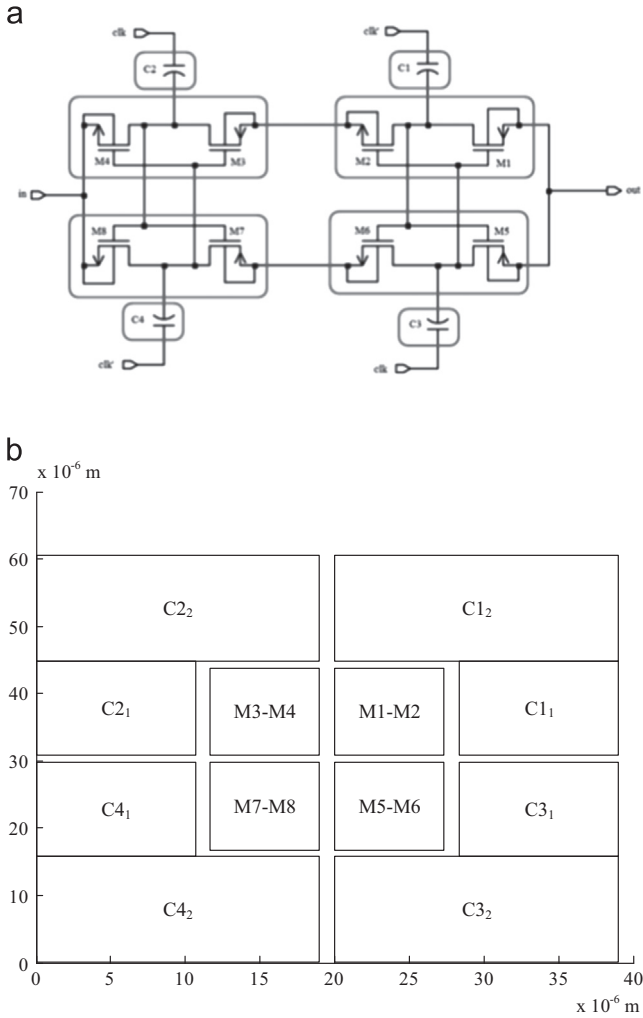 a
clk
clk'
C2
C1
M4
M3
M2
M1
in
out
M8
M7
M6
M5
C4
C3
clk'
clk
b
x 10-6 m
70
60
50
40
30
20
10
0
C22
C12
C21
M3-M4
M1-M2
C11
C41
M7-M8
M5-M6
C31
C42
C32
0 5 10 15 20 25 30 35 40
x 10-6 m